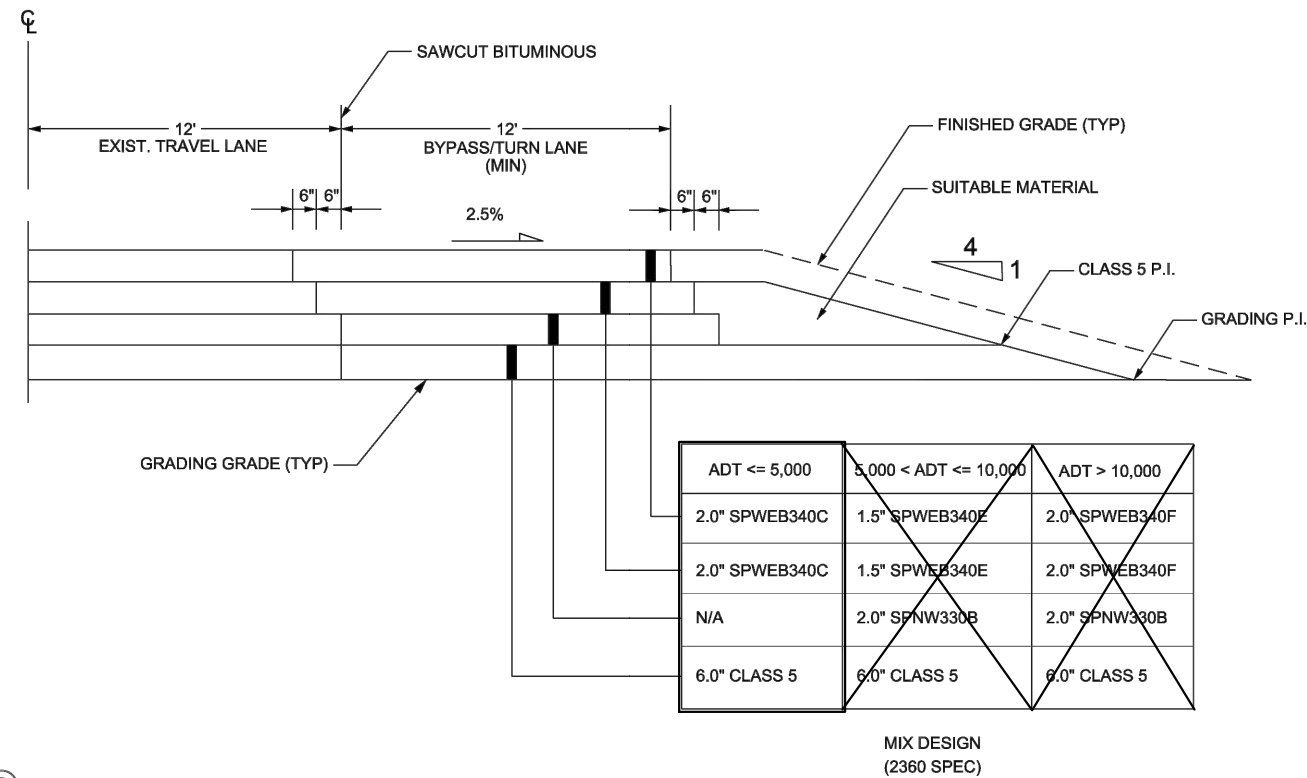 ℄
SAWCUT BITUMINOUS
12'
EXIST. TRAVEL LANE
12'
BYPASS/TURN LANE
(MIN)
FINISHED GRADE (TYP)
SUITABLE MATERIAL
6" 6"
2.5%
6" 6"
4
1
CLASS 5 P.I.
GRADING P.I.
GRADING GRADE (TYP)
ADT <= 5,000 5,000 < ADT <= 10,000 ADT > 10,000
2.0" SPWEB340C 1.5" SPWEB340E 2.0" SPWEB340F
2.0" SPWEB340C 1.5" SPWEB340E 2.0" SPWEB340F
N/A 2.0" SPNW330B 2.0" SPNW330B
6.0" CLASS 5 6.0" CLASS 5 6.0" CLASS 5
MIX DESIGN
(2360 SPEC)